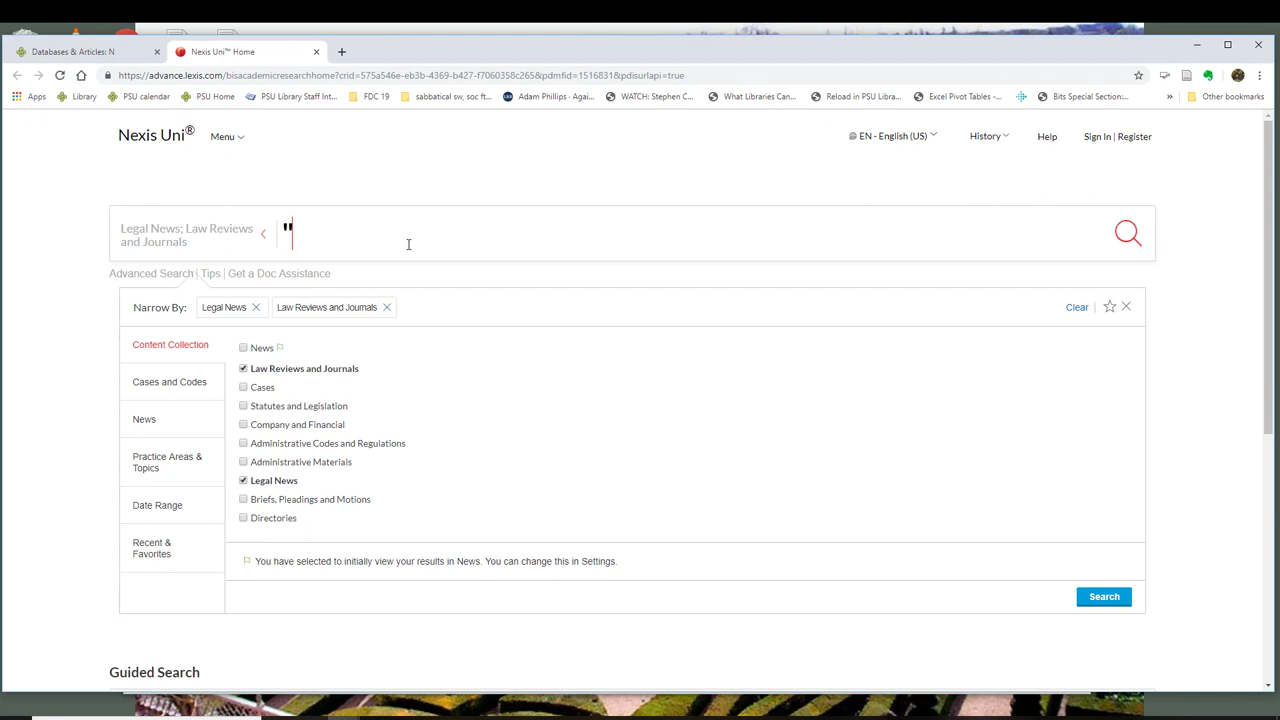 Databases & Articles: N
Nexis Uni™ Home
https://advance.lexis.com/bisacademicresearchhome?crid=575a546e-eb3b-4369-b427-f7060358c265&pdmfid=1516831&pdisurlapi=true
Apps Library PSU calendar PSU Home PSU Library Staff Int... FDC 19 sabbatical sw, soc ft... Adam Phillips - Agai... WATCH: Stephen C... What Libraries Can... Reload in PSU Libra... Excel Pivot Tables -... Bits Special Section:... » Other bookmarks
Nexis Uni® Menu EN - English (US) History Help Sign In | Register
Legal News; Law Reviews
and Journals
"
Advanced Search | Tips | Get a Doc Assistance
Narrow By: Legal News Law Reviews and Journals Clear
Content Collection
Cases and Codes
News
Practice Areas &
Topics
Date Range
Recent &
Favorites
News
Law Reviews and Journals
Cases
Statutes and Legislation
Company and Financial
Administrative Codes and Regulations
Administrative Materials
Legal News
Briefs, Pleadings and Motions
Directories
You have selected to initially view your results in News. You can change this in Settings.
Search
Guided Search